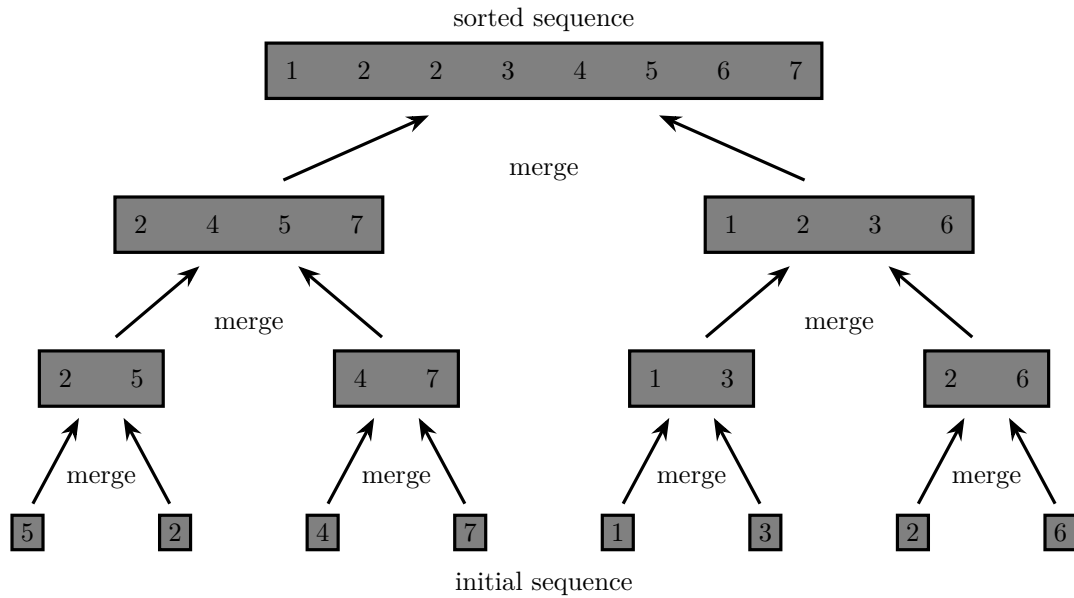 sorted sequence
1 2 2 3 4 5 6 7
merge
2 4 5 7
1 2 3 6
merge
merge
2 5
4 7
1 3
2 6
merge
merge
merge
merge
5
2
4
7
1
3
2
6
initial sequence